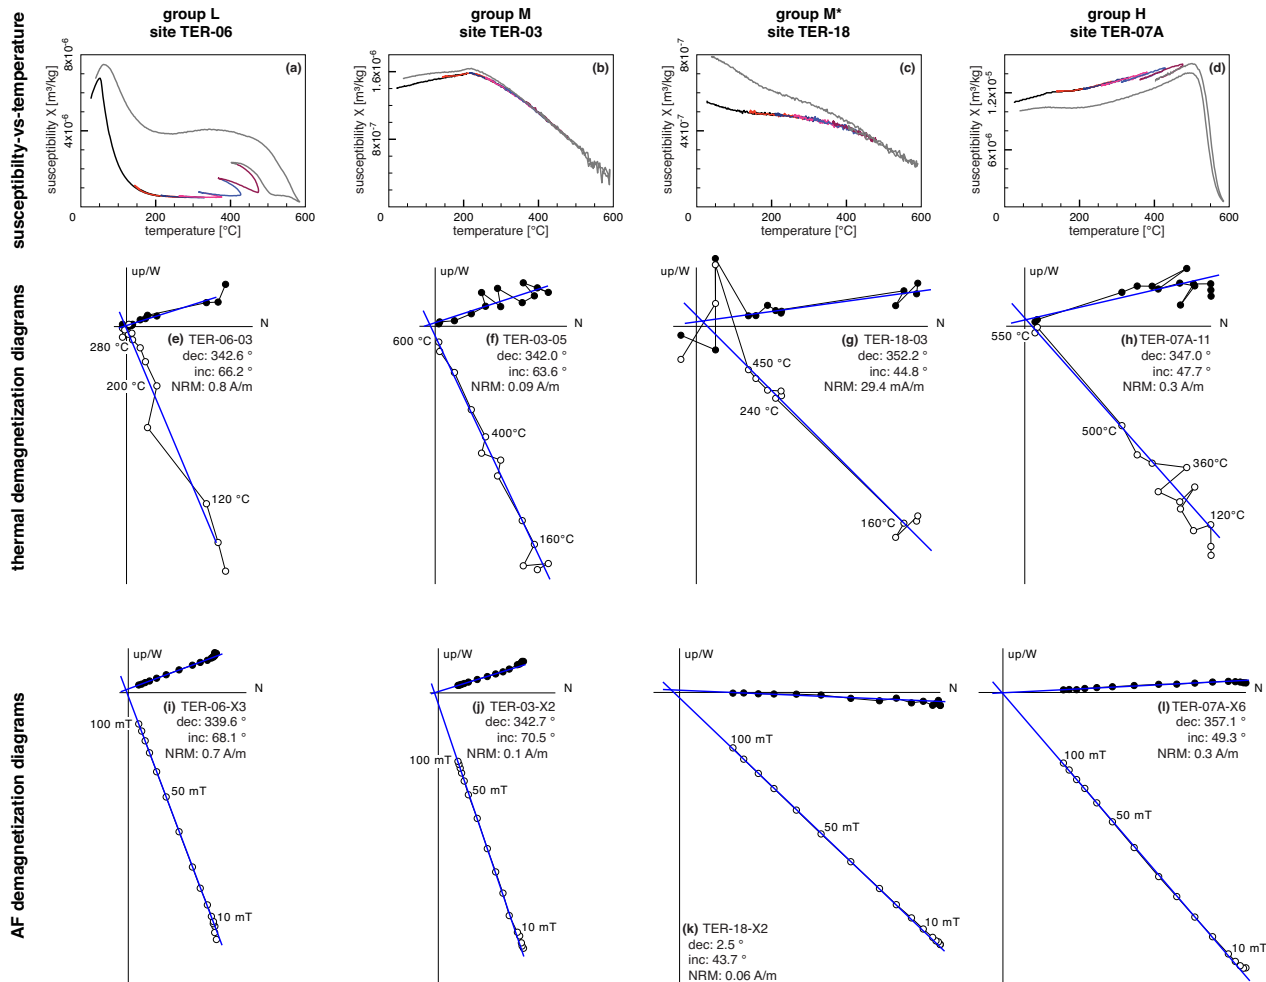 group L
site TER-06
group M
site TER-03
group M*
site TER-18
group H
site TER-07A
susceptibilty-vs-temperature
susceptibility X [m³/kg]
8X10⁻⁶
4X10⁻⁶
(a)
0 200 400 600
temperature [°C]
susceptibility X [m³/kg]
1.6X10⁻⁶
8X10⁻⁷
(b)
0 200 400 600
temperature [°C]
susceptibility X [m³/kg]
8X10⁻⁷
4X10⁻⁷
(c)
0 200 400 600
temperature [°C]
susceptibility X [m³/kg]
1.2X10⁻⁵
6X10⁻⁶
(d)
0 200 400 600
temperature [°C]
thermal demagnetization diagrams
up/W
N
(e) TER-06-03
dec: 342.6 °
inc: 66.2 °
NRM: 0.8 A/m
280 °C
200 °C
120 °C
up/W
N
(f) TER-03-05
dec: 342.0 °
inc: 63.6 °
NRM: 0.09 A/m
600 °C
400°C
160°C
up/W
N
(g) TER-18-03
dec: 352.2 °
inc: 44.8 °
NRM: 29.4 mA/m
450 °C
240 °C
160°C
up/W
N
(h) TER-07A-11
dec: 347.0 °
inc: 47.7 °
NRM: 0.3 A/m
550 °C
500°C
360°C
120°C
AF demagnetization diagrams
up/W
N
(i) TER-06-X3
dec: 339.6 °
inc: 68.1 °
NRM: 0.7 A/m
100 mT
50 mT
10 mT
up/W
N
(j) TER-03-X2
dec: 342.7 °
inc: 70.5 °
NRM: 0.1 A/m
100 mT
50 mT
10 mT
up/W
N
100 mT
50 mT
10 mT
(k) TER-18-X2
dec: 2.5 °
inc: 43.7 °
NRM: 0.06 A/m
up/W
N
(l) TER-07A-X6
dec: 357.1 °
inc: 49.3 °
NRM: 0.3 A/m
100 mT
50 mT
10 mT